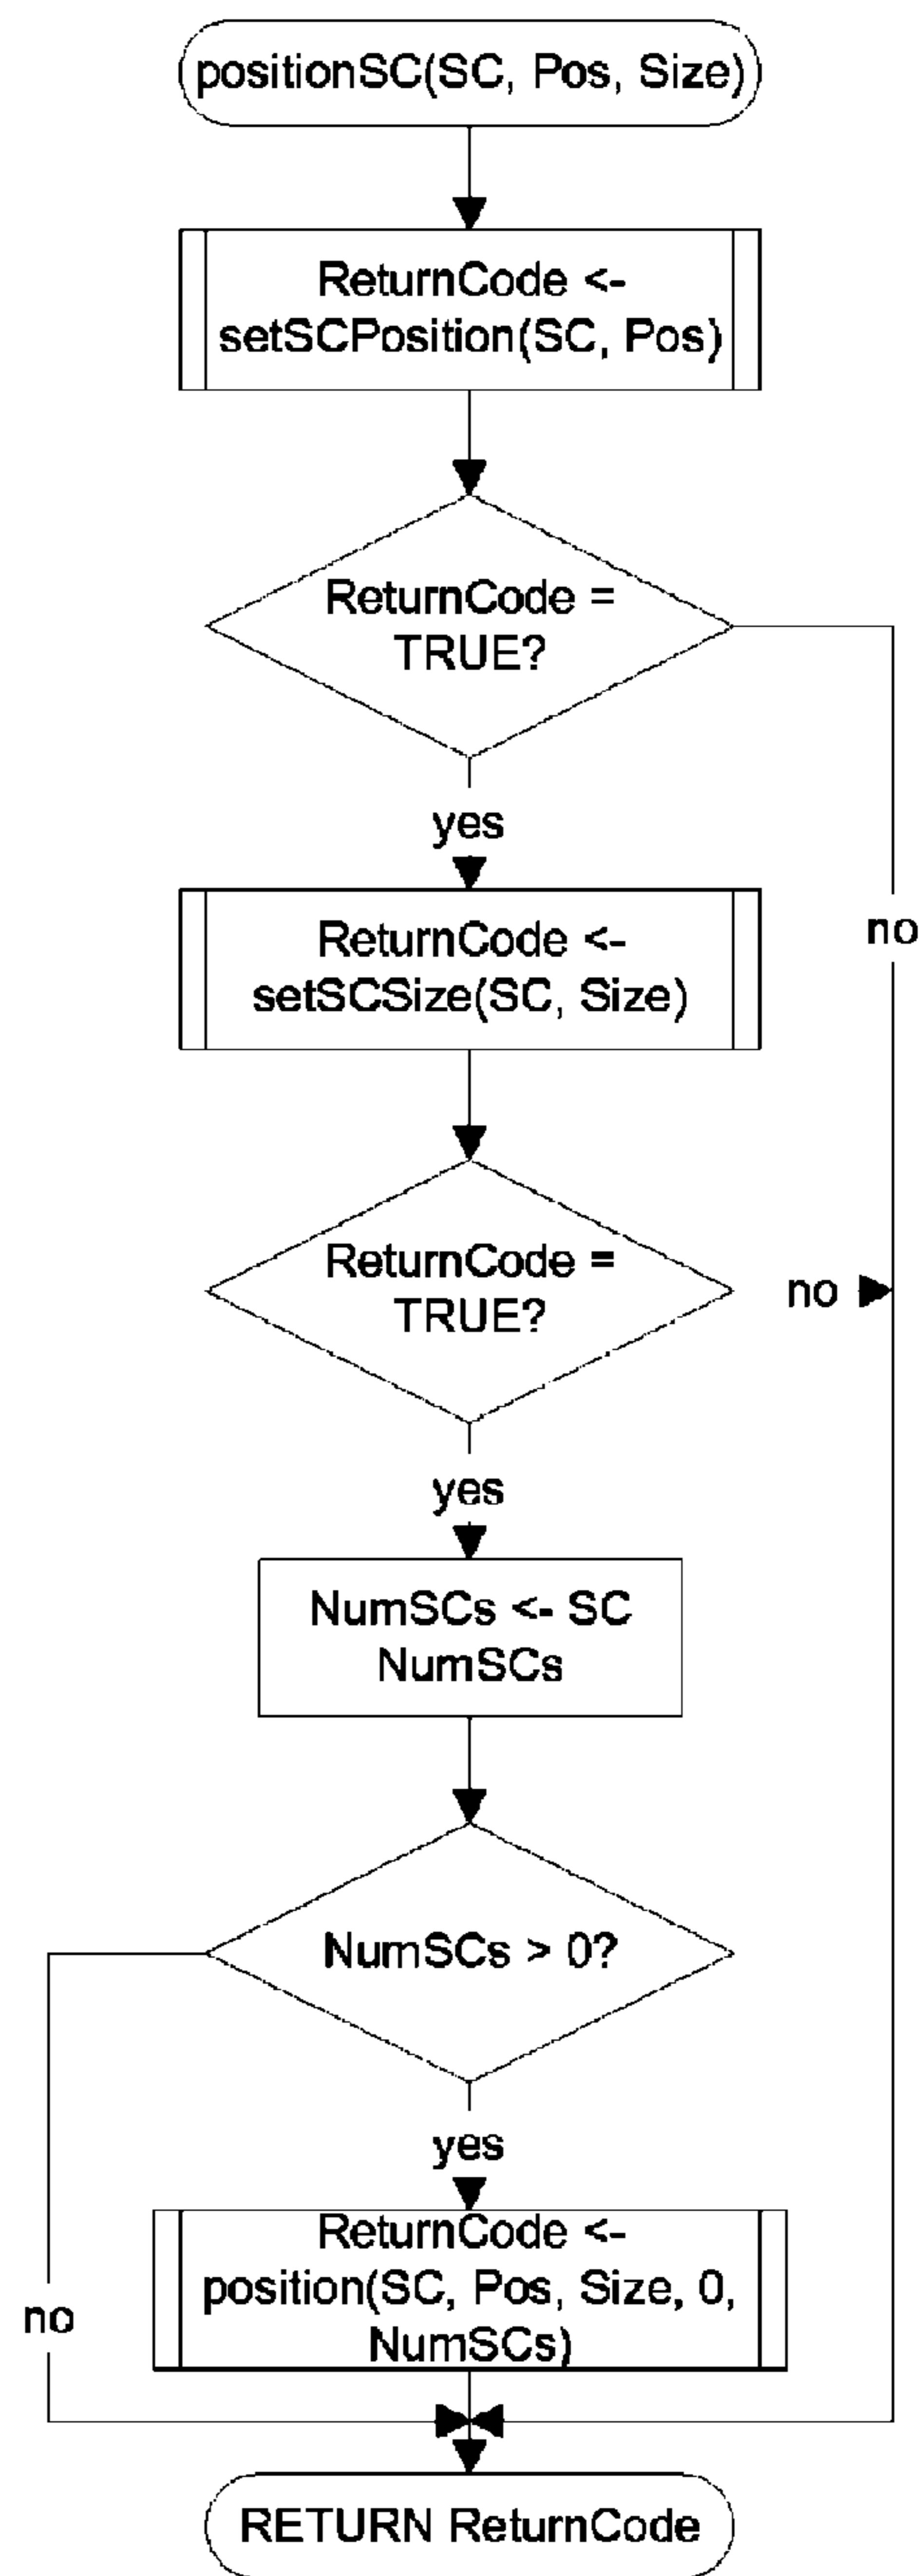 positionSC(SC, Pos, Size)
ReturnCode <-
setSCPosition(SC, Pos)
ReturnCode =
TRUE?
yes
no
ReturnCode <-
setSCSize(SC, Size)
ReturnCode =
TRUE?
no
yes
NumSCs <- SC
NumSCs
NumSCs > 0?
yes
no
ReturnCode <-
position(SC, Pos, Size, 0,
NumSCs)
RETURN ReturnCode